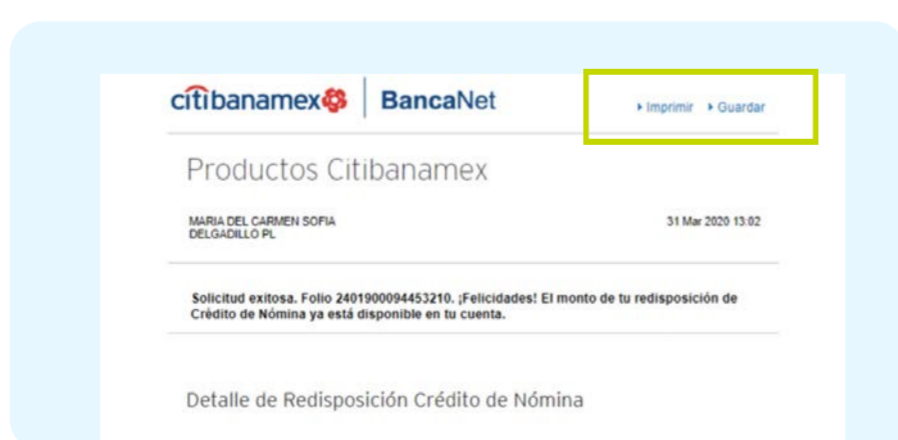 citibanamex BancaNet
Imprimir Guardar
Productos Citibanamex
MARIA DEL CARMEN SOFIA
DELGADILLO PL
31 Mar 2020 13:02
Solicitud exitosa. Folio 2401900094453210. ¡Felicidades! El monto de tu redisposición de
Crédito de Nómina ya está disponible en tu cuenta.
Detalle de Redisposición Crédito de Nómina